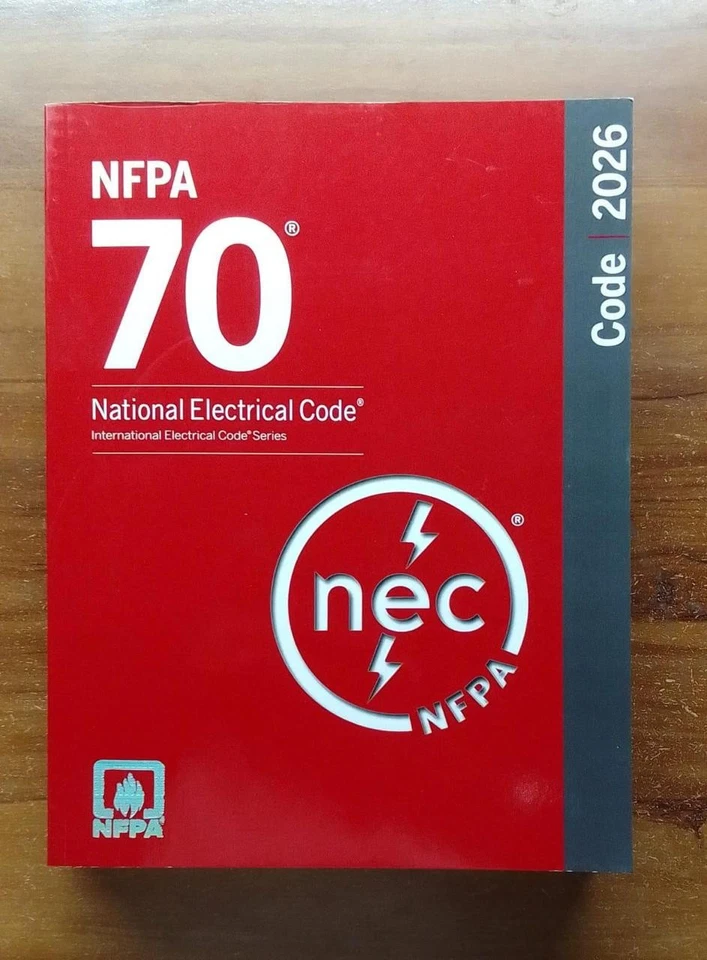 NFPA
70®
National Electrical Code®
International Electrical Code® Series
Code | 2026
nec®
NFPA
NFPA